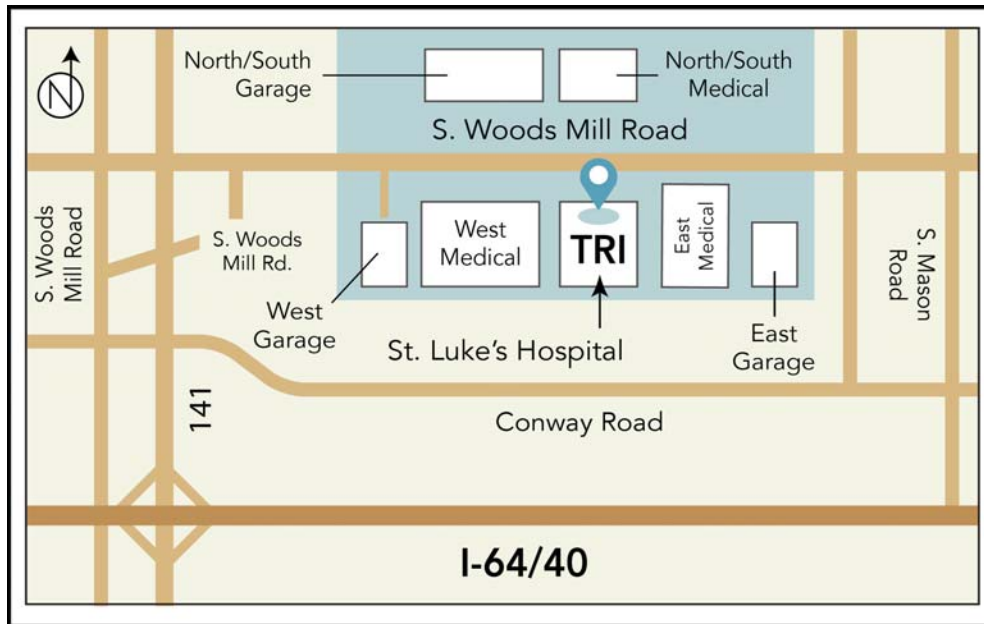 N
North/South
Garage
North/South
Medical
S. Woods Mill Road
S. Woods
Mill Road
S. Woods
Mill Rd.
West
Medical
TRI
East
Medical
S. Mason
Road
West
Garage
St. Luke’s Hospital
East
Garage
141
Conway Road
I-64/40